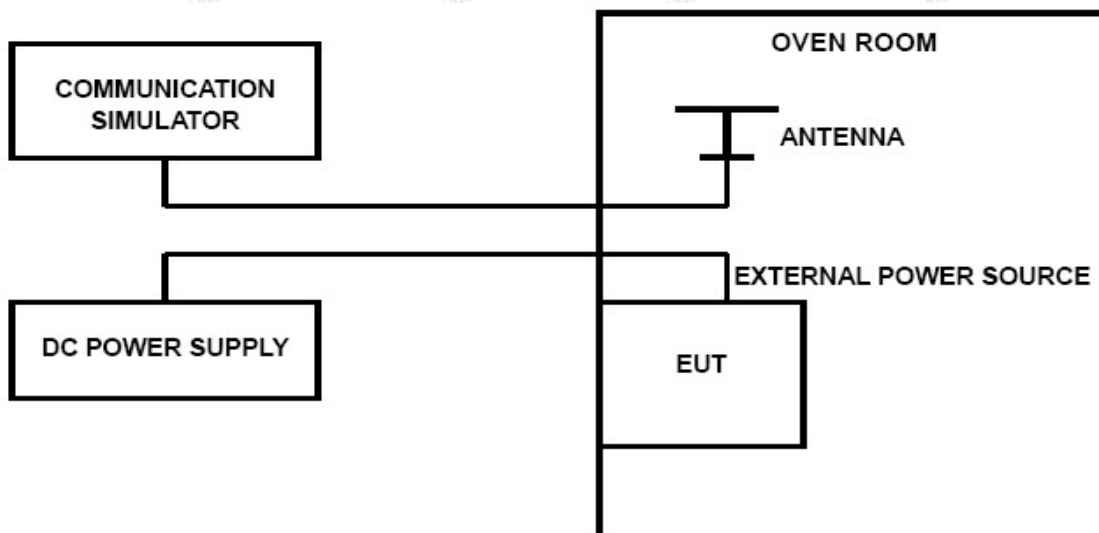 OVEN ROOM
COMMUNICATION
SIMULATOR
ANTENNA
EXTERNAL POWER SOURCE
DC POWER SUPPLY
EUT